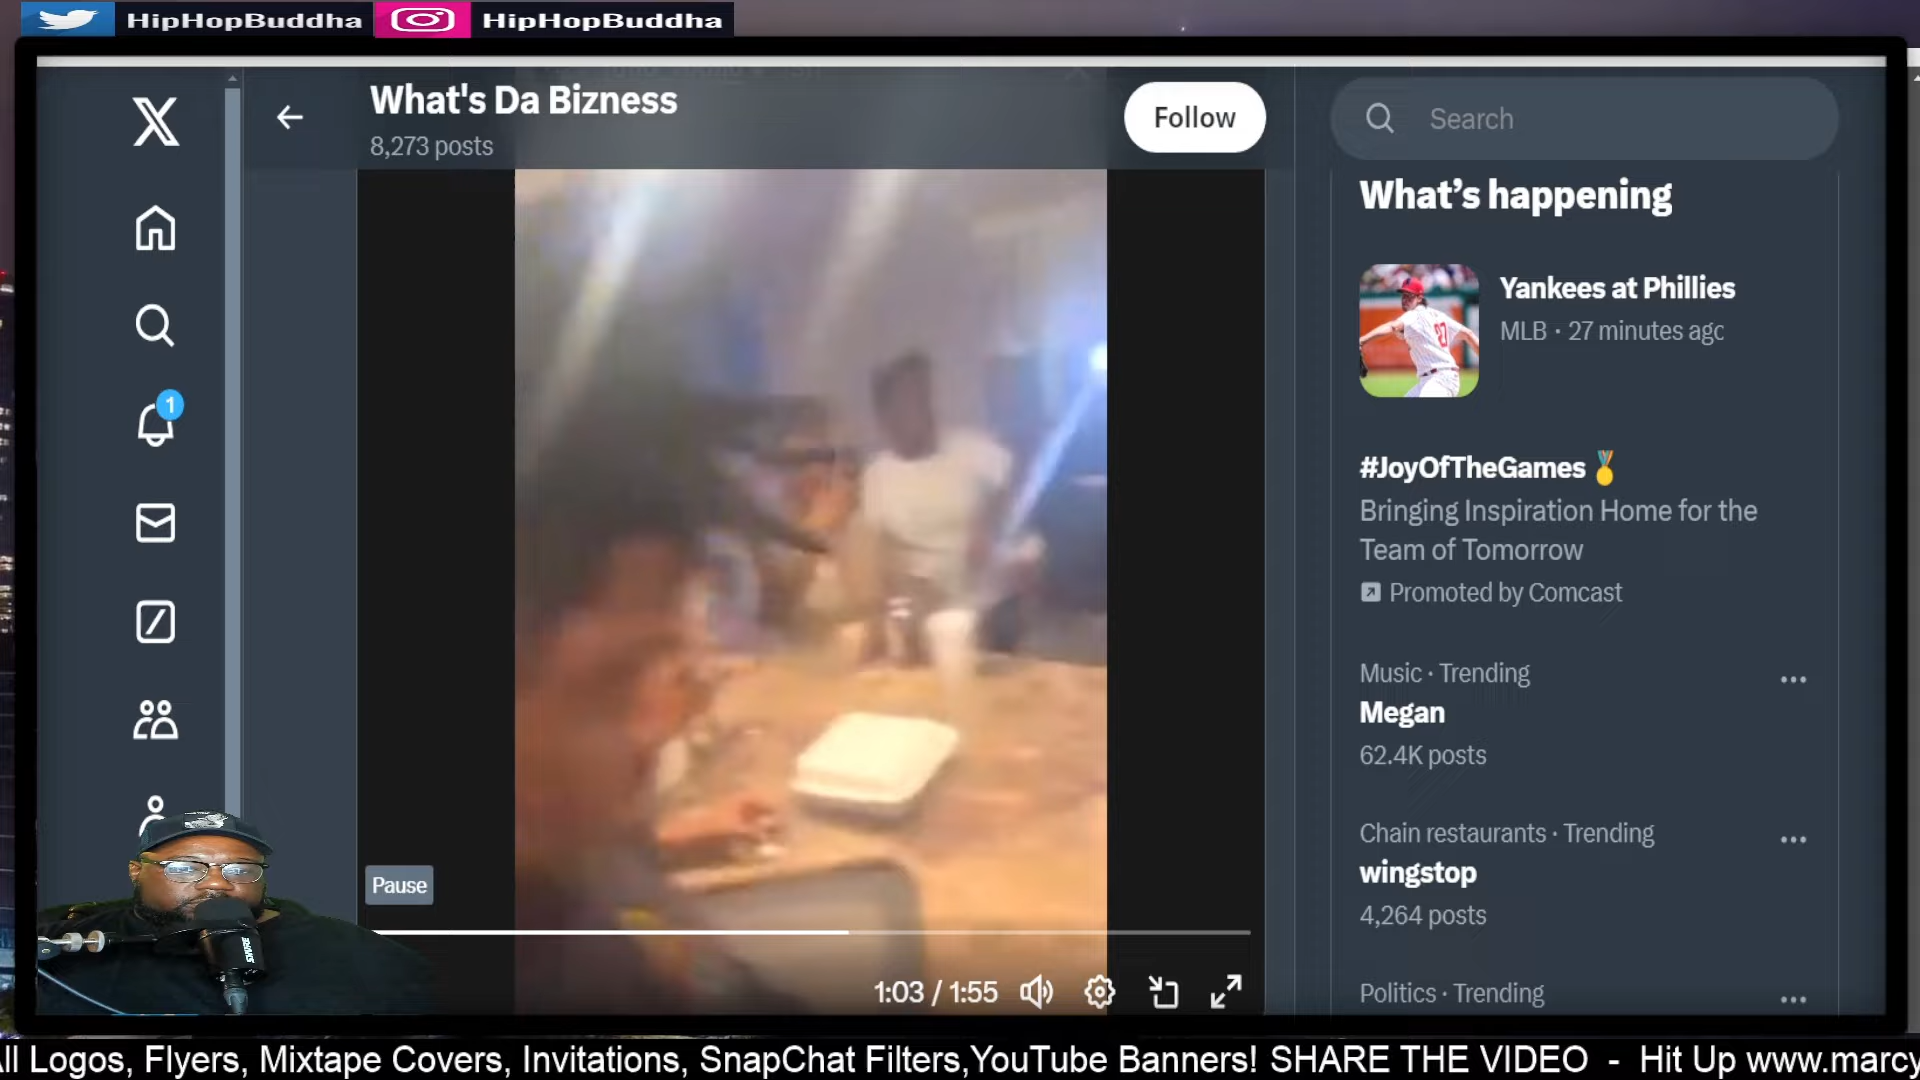 HipHopBuddha HipHopBuddha
What's Da Bizness
8,273 posts
Follow
Search
What's happening
Yankees at Phillies
MLB · 27 minutes ago
#JoyOfTheGames
Bringing Inspiration Home for the
Team of Tomorrow
Promoted by Comcast
Music · Trending
Megan
62.4K posts
Chain restaurants · Trending
wingstop
4,264 posts
Politics · Trending
1
Pause
1:03 / 1:55
ll Logos, Flyers, Mixtape Covers, Invitations, SnapChat Filters,YouTube Banners! SHARE THE VIDEO - Hit Up www.marcy